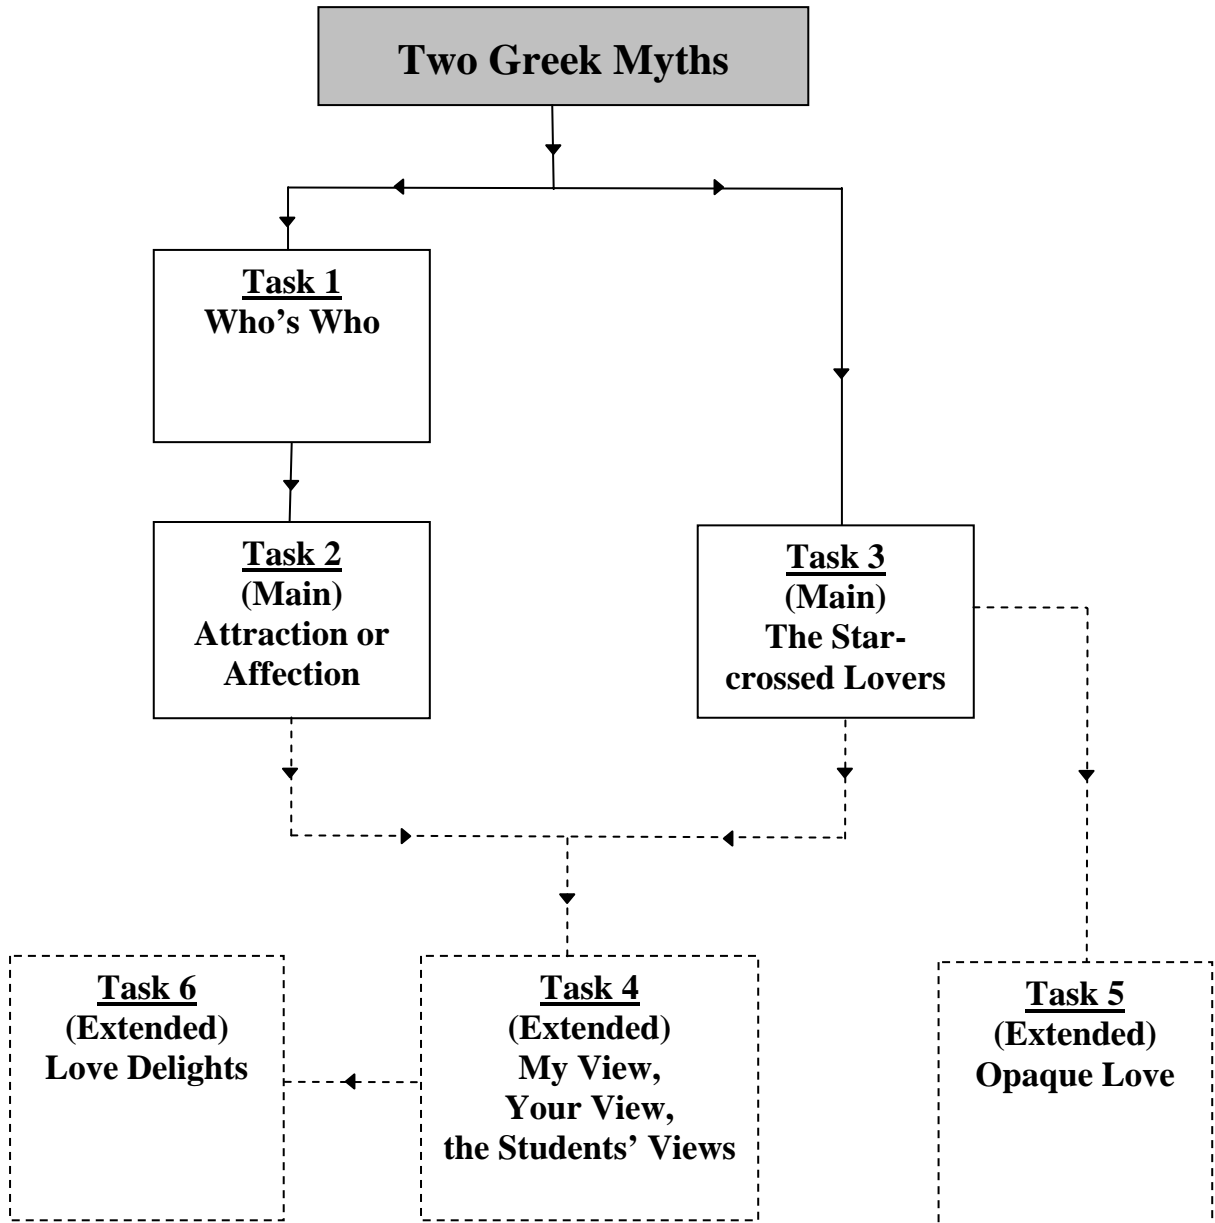 Two Greek Myths
Task 1
Who’s Who
Task 2
(Main)
Attraction or
Affection
Task 3
(Main)
The Star-
crossed Lovers
Task 6
(Extended)
Love Delights
Task 4
(Extended)
My View,
Your View,
the Students’ Views
Task 5
(Extended)
Opaque Love